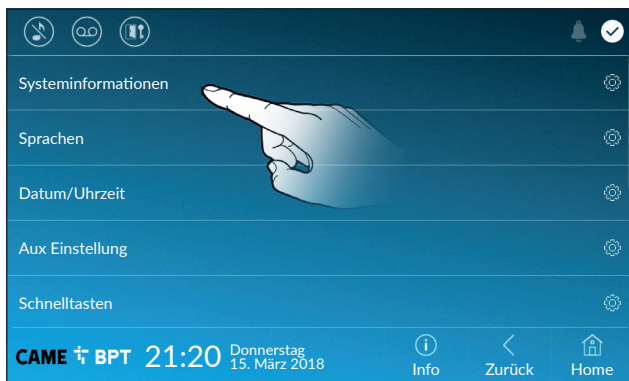 Systeminformationen
Sprachen
Datum/Uhrzeit
Aux Einstellung
Schnelltasten
CAME BPT 21:20 Donnerstag
15. März 2018
Info Zurück Home